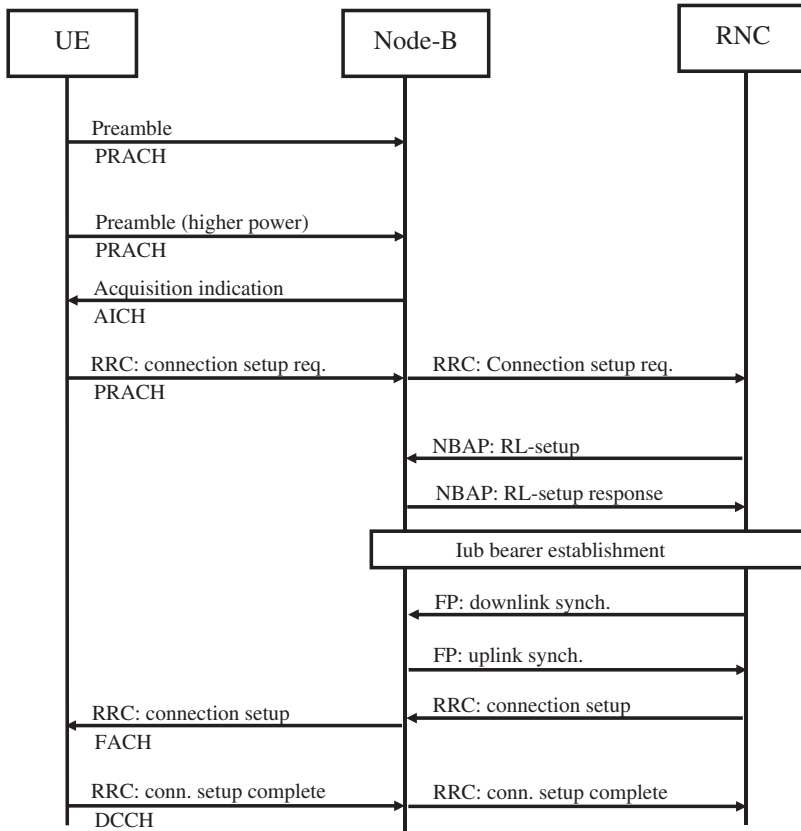 UE
Node-B
RNC
Preamble
PRACH
Preamble (higher power)
PRACH
Acquisition indication
AICH
RRC: connection setup req.
RRC: Connection setup req.
PRACH
NBAP: RL-setup
NBAP: RL-setup response
Iub bearer establishment
FP: downlink synch.
FP: uplink synch.
RRC: connection setup
RRC: connection setup
FACH
RRC: conn. setup complete
RRC: conn. setup complete
DCCH